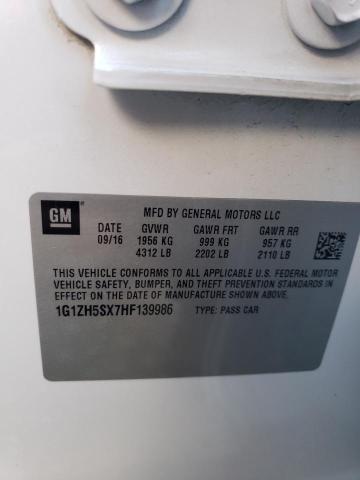 GM
MFD BY GENERAL MOTORS LLC
DATE GVWR GAWR FRT GAWR RR
09/16 1956 KG 999 KG 957 KG
4312 LB 2202 LB 2110 LB
THIS VEHICLE CONFORMS TO ALL APPLICABLE U.S. FEDERAL MOTOR
VEHICLE SAFETY, BUMPER, AND THEFT PREVENTION STANDARDS IN
EFFECT ON THE DATE OF MANUFACTURE SHOWN ABOVE.
1G1ZH5SX7HF139986 TYPE: PASS CAR